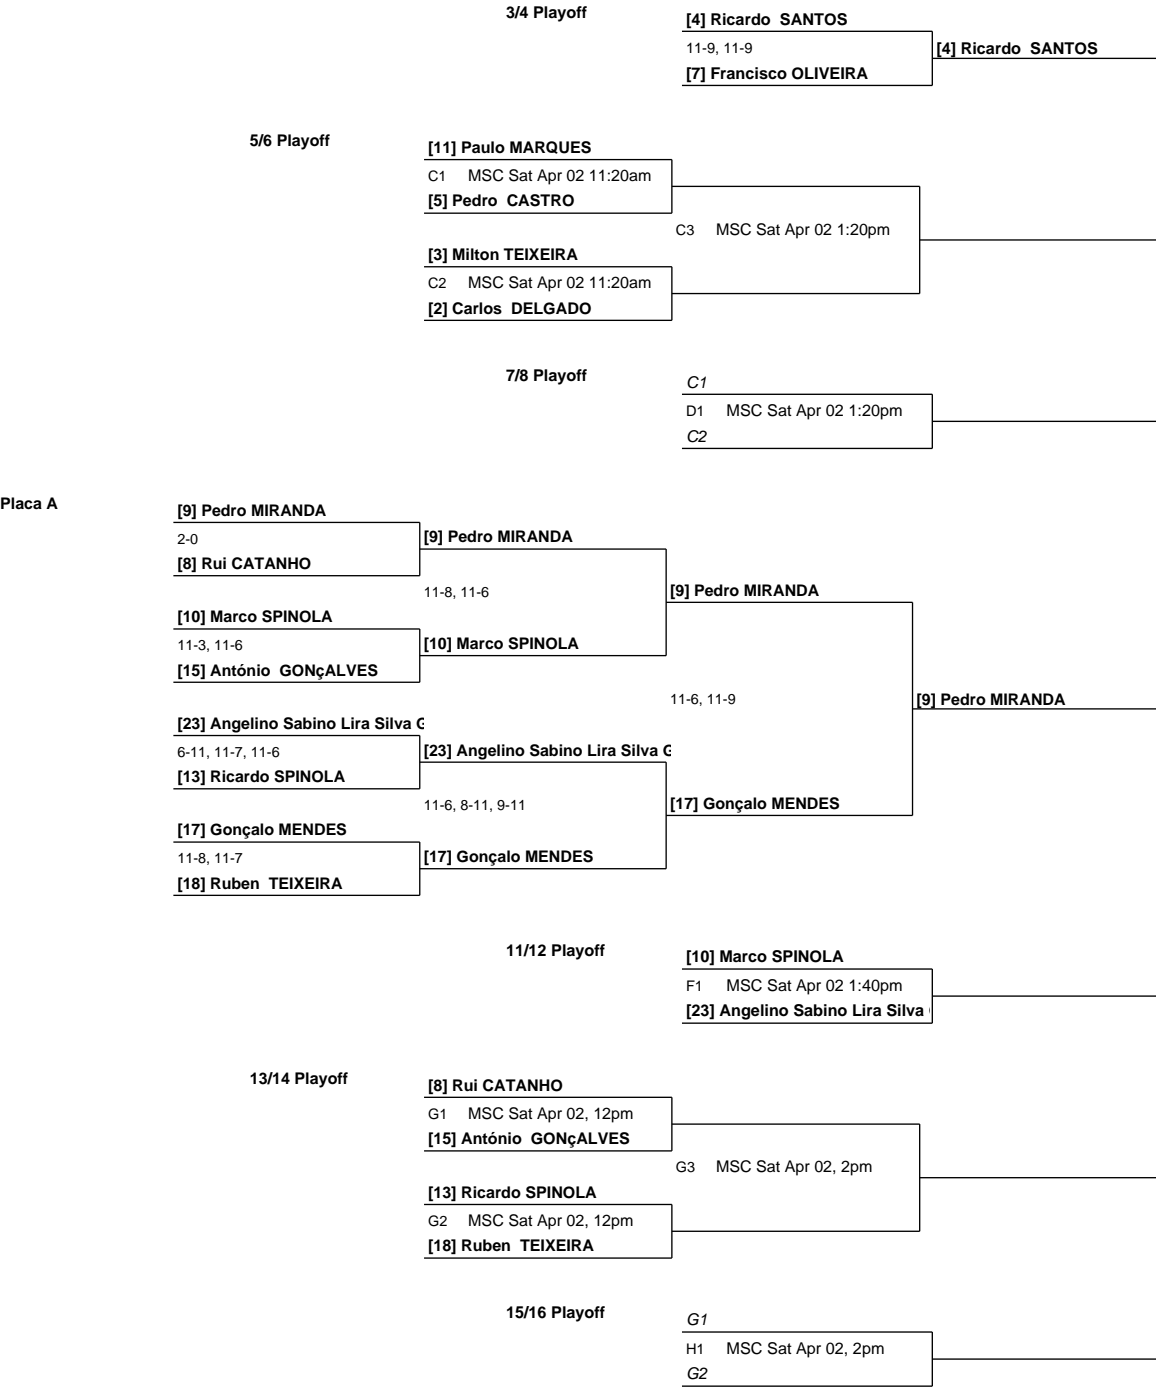 3/4 Playoff
[4] Ricardo SANTOS
11-9, 11-9
[4] Ricardo SANTOS
[7] Francisco OLIVEIRA
5/6 Playoff
[11] Paulo MARQUES
C1 MSC Sat Apr 02 11:20am
[5] Pedro CASTRO
C3 MSC Sat Apr 02 1:20pm
[3] Milton TEIXEIRA
C2 MSC Sat Apr 02 11:20am
[2] Carlos DELGADO
7/8 Playoff
C1
D1 MSC Sat Apr 02 1:20pm
C2
Placa A
[9] Pedro MIRANDA
2-0
[9] Pedro MIRANDA
[8] Rui CATANHO
11-8, 11-6
[9] Pedro MIRANDA
[10] Marco SPINOLA
11-3, 11-6
[10] Marco SPINOLA
[15] António GONçALVES
11-6, 11-9
[9] Pedro MIRANDA
[23] Angelino Sabino Lira Silva G
6-11, 11-7, 11-6
[23] Angelino Sabino Lira Silva G
[13] Ricardo SPINOLA
11-6, 8-11, 9-11
[17] Gonçalo MENDES
[17] Gonçalo MENDES
11-8, 11-7
[17] Gonçalo MENDES
[18] Ruben TEIXEIRA
11/12 Playoff
[10] Marco SPINOLA
F1 MSC Sat Apr 02 1:40pm
[23] Angelino Sabino Lira Silva
13/14 Playoff
[8] Rui CATANHO
G1 MSC Sat Apr 02, 12pm
[15] António GONçALVES
G3 MSC Sat Apr 02, 2pm
[13] Ricardo SPINOLA
G2 MSC Sat Apr 02, 12pm
[18] Ruben TEIXEIRA
15/16 Playoff
G1
H1 MSC Sat Apr 02, 2pm
G2